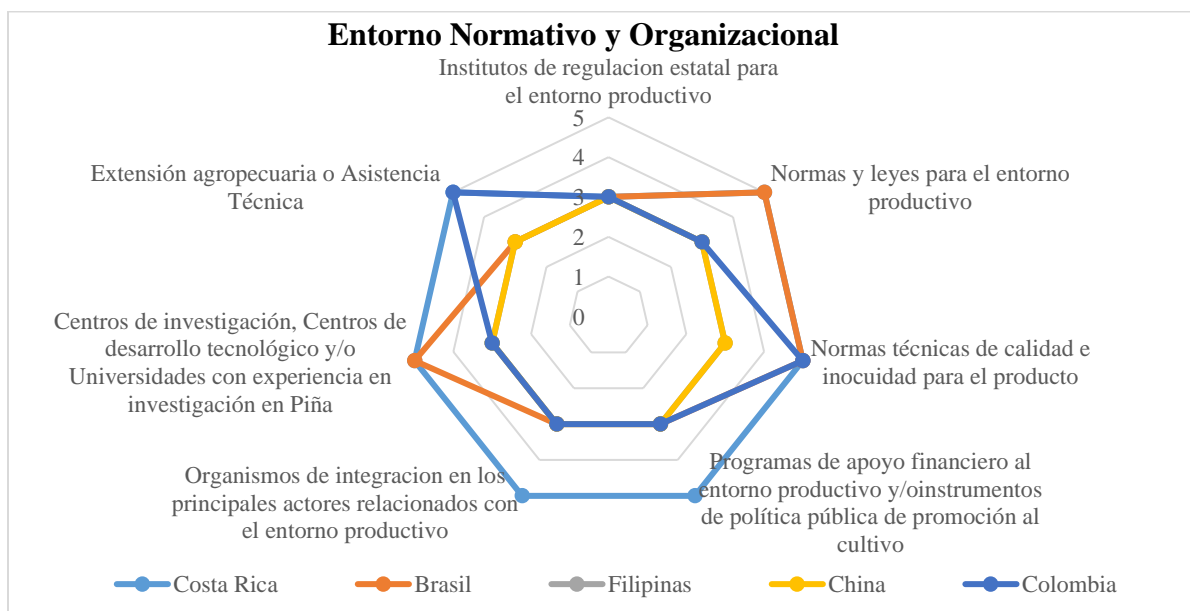 Entorno Normativo y Organizacional
Institutos de regulacion estatal para
el entorno productivo
5
4
3
2
1
0
Normas y leyes para el entorno
productivo
Normas técnicas de calidad e
inocuidad para el producto
Programas de apoyo financiero al
entorno productivo y/oinstrumentos
de política pública de promoción al
cultivo
Organismos de integracion en los
principales actores relacionados con
el entorno productivo
Centros de investigación, Centros de
desarrollo tecnológico y/o
Universidades con experiencia en
investigación en Piña
Extensión agropecuaria o Asistencia
Técnica
Costa Rica
Brasil
Filipinas
China
Colombia